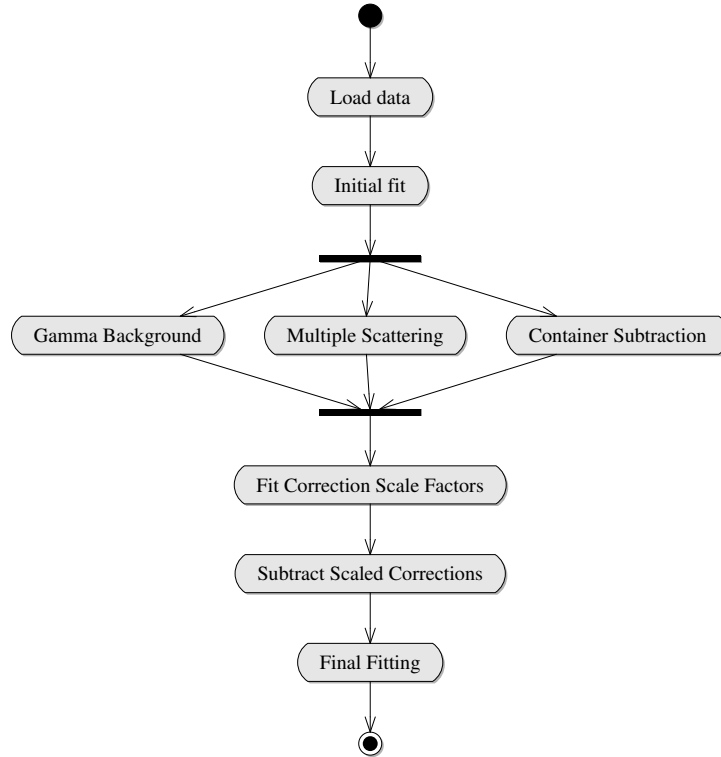 Load data
Initial fit
Gamma Background
Multiple Scattering
Container Subtraction
Fit Correction Scale Factors
Subtract Scaled Corrections
Final Fitting